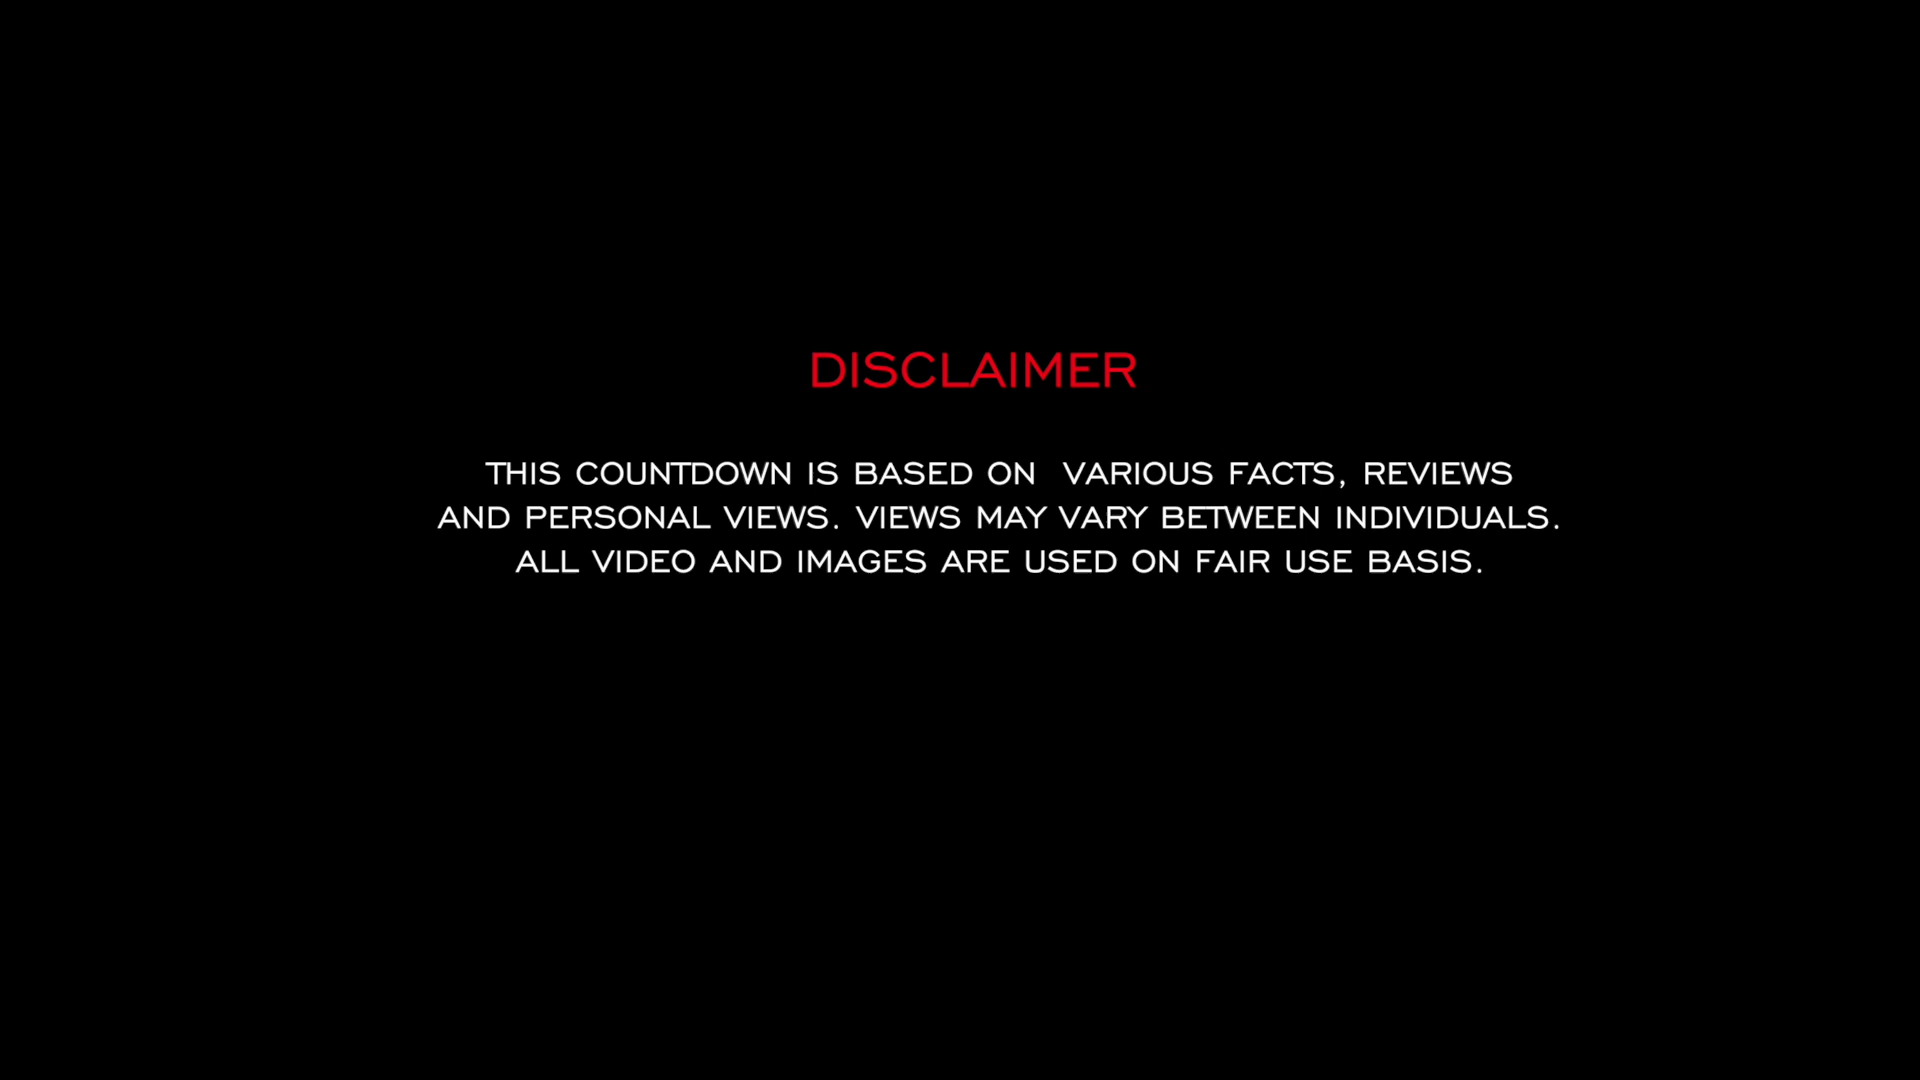 DISCLAIMER
THIS COUNTDOWN IS BASED ON  VARIOUS FACTS, REVIEWS
AND PERSONAL VIEWS. VIEWS MAY VARY BETWEEN INDIVIDUALS.
ALL VIDEO AND IMAGES ARE USED ON FAIR USE BASIS.